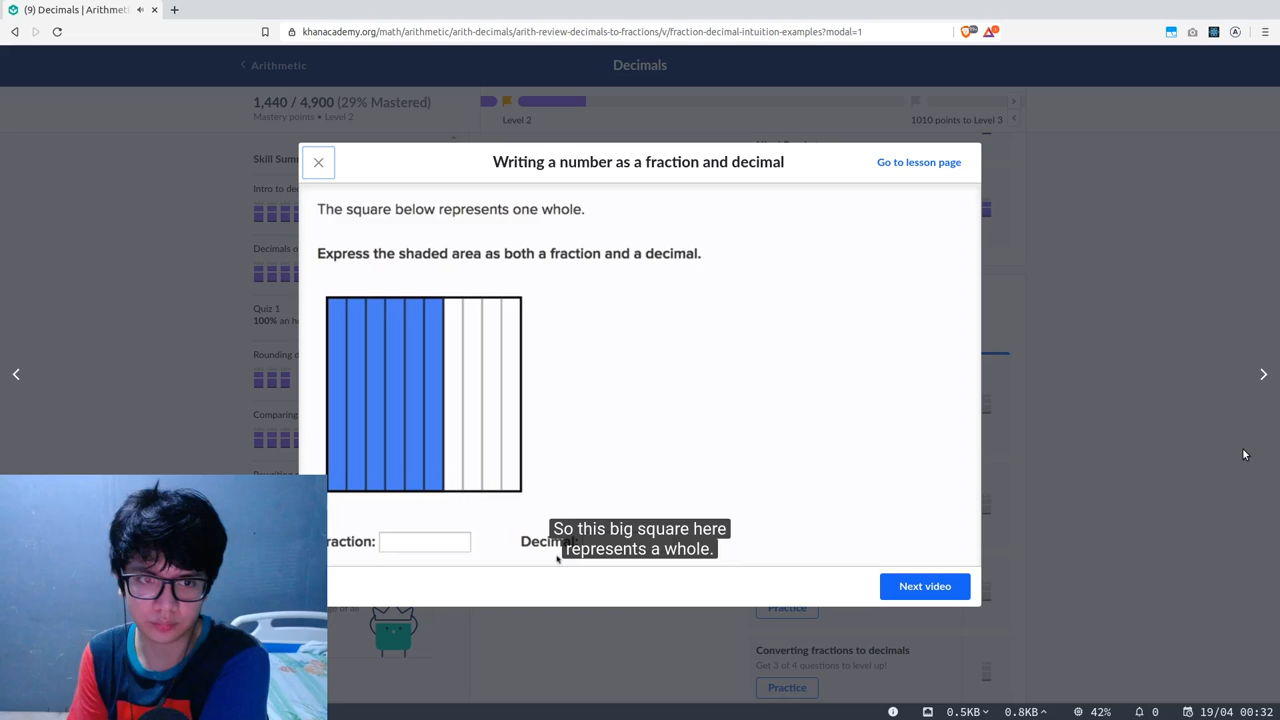 (9) Decimals | Arithmeti
khanacademy.org/math/arithmetic/arith-decimals/arith-review-decimals-to-fractions/v/fraction-decimal-intuition-examples?modal=1
Arithmetic
Decimals
1,440 / 4,900 (29% Mastered)
Mastery points • Level 2
Level 2
1010 points to Level 3
Skill Summ
Intro to de
Decimals o
Quiz 1
100% an h
Rounding d
Comparing
Writing a number as a fraction and decimal
Go to lesson page
The square below represents one whole.
Express the shaded area as both a fraction and a decimal.
raction:
Decimal:
So this big square here
represents a whole.
Next video
Practice
Converting fractions to decimals
Get 3 of 4 questions to level up!
Practice
0.5KB
0.8KB
42%
0
19/04 00:32